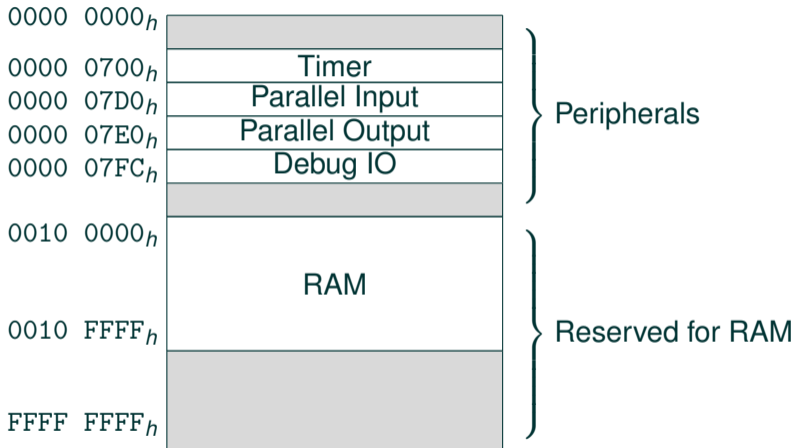 0000 0000h
0000 0700h Timer
0000 07D0h Parallel Input
Peripherals
0000 07E0h Parallel Output
0000 07FCh Debug IO
0010 0000h
RAM
0010 FFFFh
Reserved for RAM
FFFF FFFFh